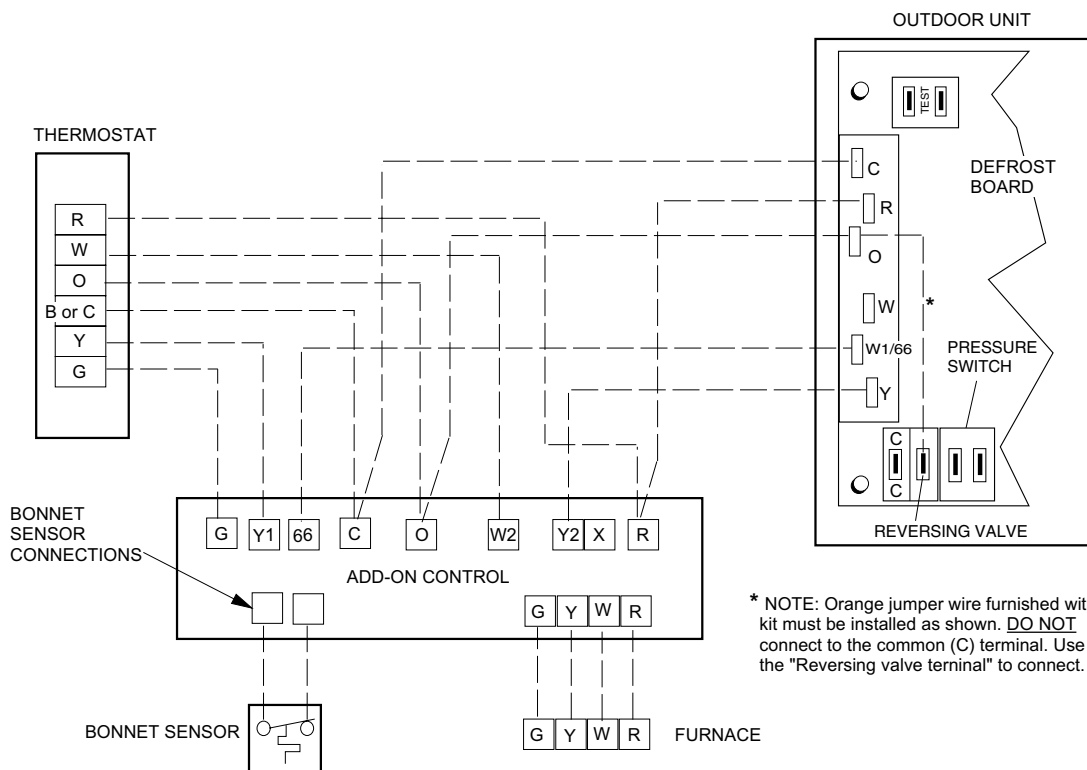 OUTDOOR UNIT
TEST
THERMOSTAT
DEFROST
BOARD
C
R
O
W
W1/66
Y
*
PRESSURE
SWITCH
C
C
REVERSING VALVE
R
W
O
B or C
Y
G
BONNET
SENSOR
CONNECTIONS
G Y1 66 C O W2 Y2 X R
ADD-ON CONTROL
G Y W R
* NOTE: Orange jumper wire furnished wit
kit must be installed as shown. DO NOT
connect to the common (C) terminal. Use
the "Reversing valve terninal" to connect.
BONNET SENSOR
G Y W R
FURNACE